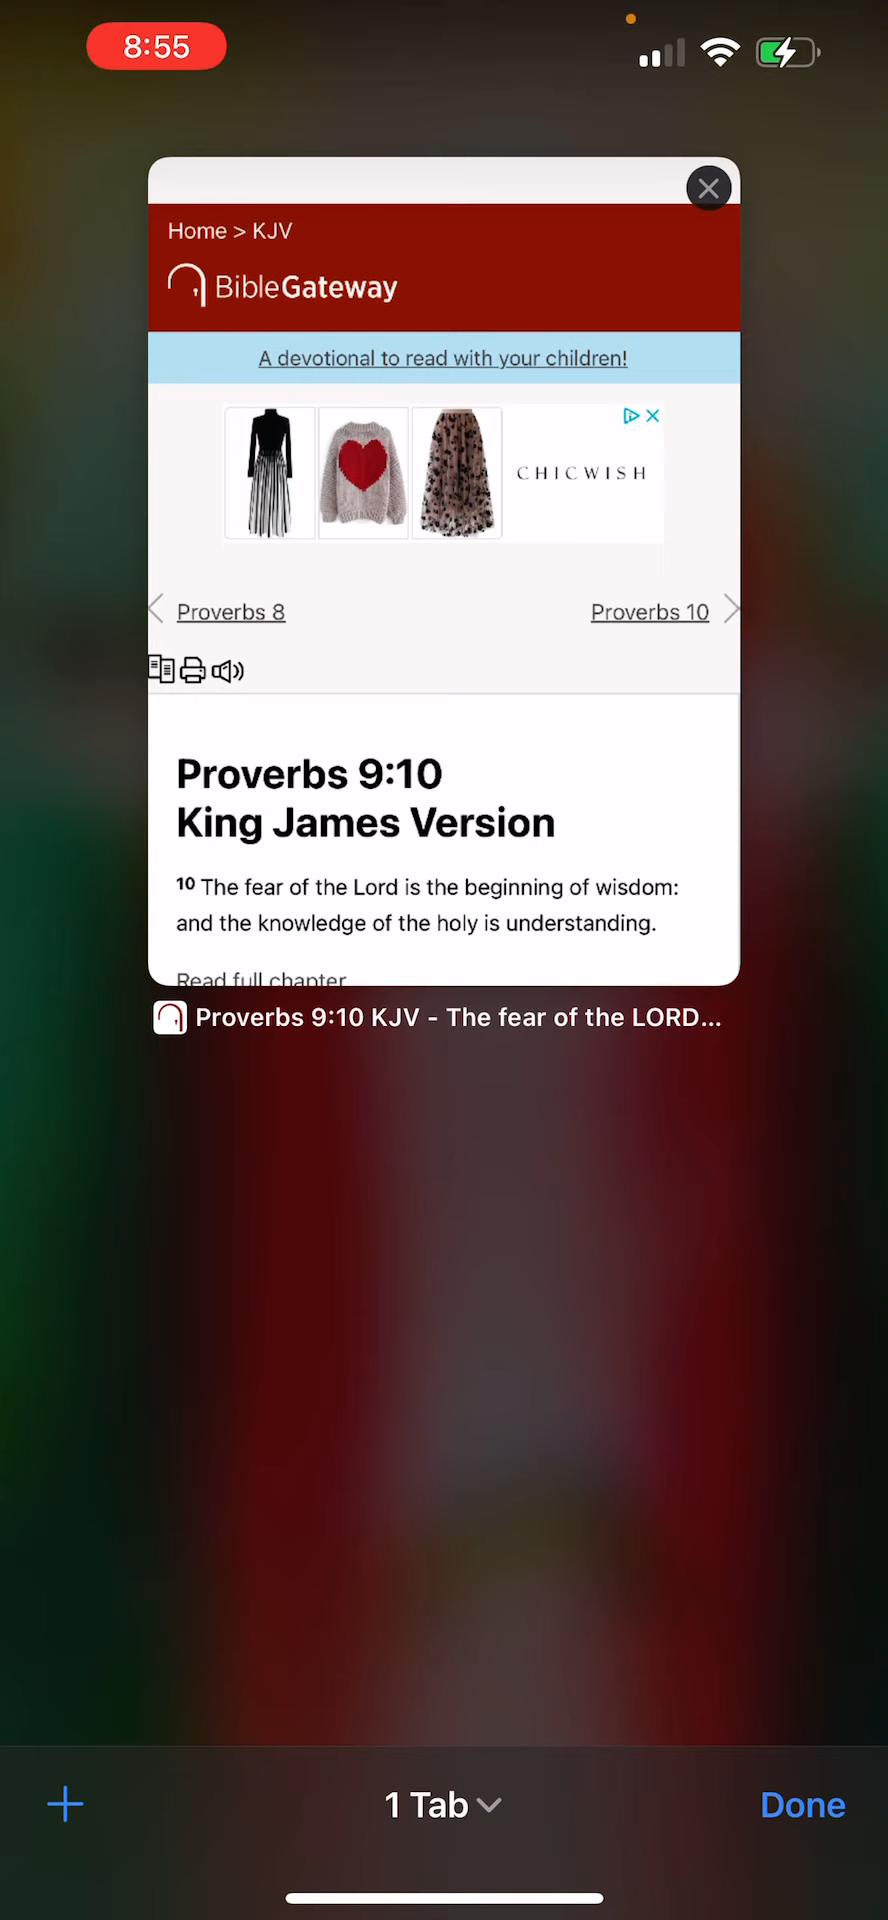 8:55
Home > KJV
BibleGateway
A devotional to read with your children!
CHICWISH
Proverbs 8
Proverbs 10
Proverbs 9:10
King James Version
10 The fear of the Lord is the beginning of wisdom:
and the knowledge of the holy is understanding.
Read full chapter
Proverbs 9:10 KJV - The fear of the LORD...
1 Tab
Done